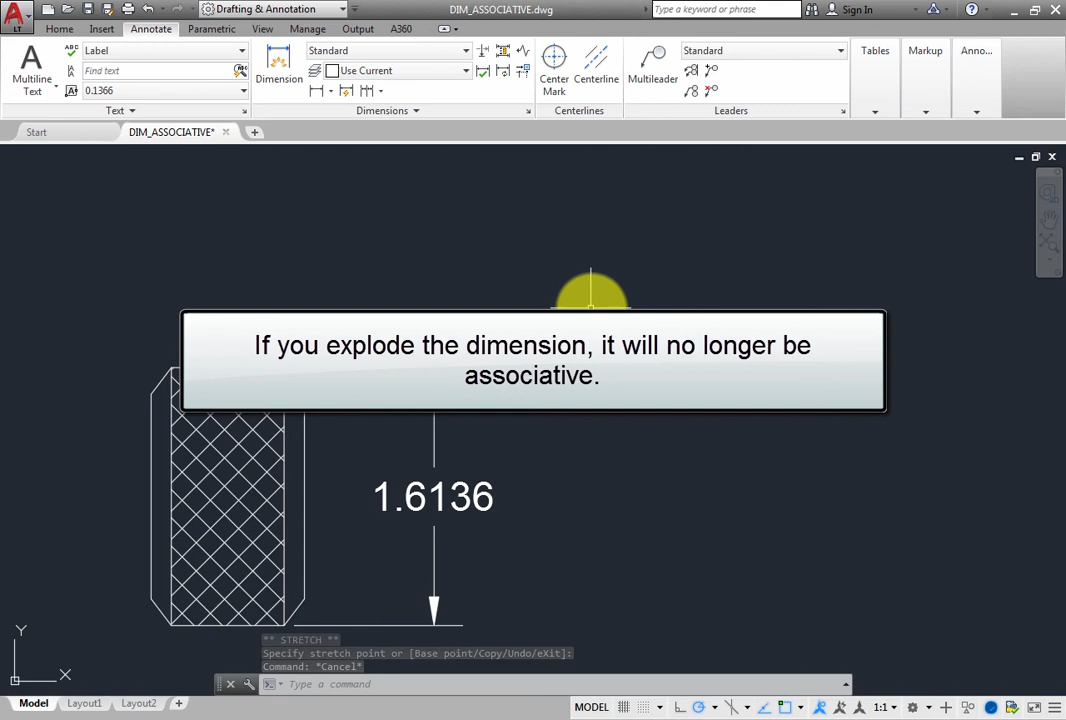 Drafting & Annotation
DIM_ASSOCIATIVE.dwg
Type a keyword or phrase
Sign In
LT
Home Insert Annotate Parametric View Manage Output A360
Multiline
Text
ABC
Label
Find text
0.1366
Text
Dimension
Standard
Use Current
Dimensions
Center
Mark
Centerline
Centerlines
Multileader
Standard
Leaders
Tables
Markup
Anno...
Start
DIM_ASSOCIATIVE*
If you explode the dimension, it will no longer be
associative.
1.6136
Y
X
** STRETCH **
Specify stretch point or [Base point/Copy/Undo/eXit]:
Command: *Cancel*
Type a command
Model Layout1 Layout2
MODEL
1:1